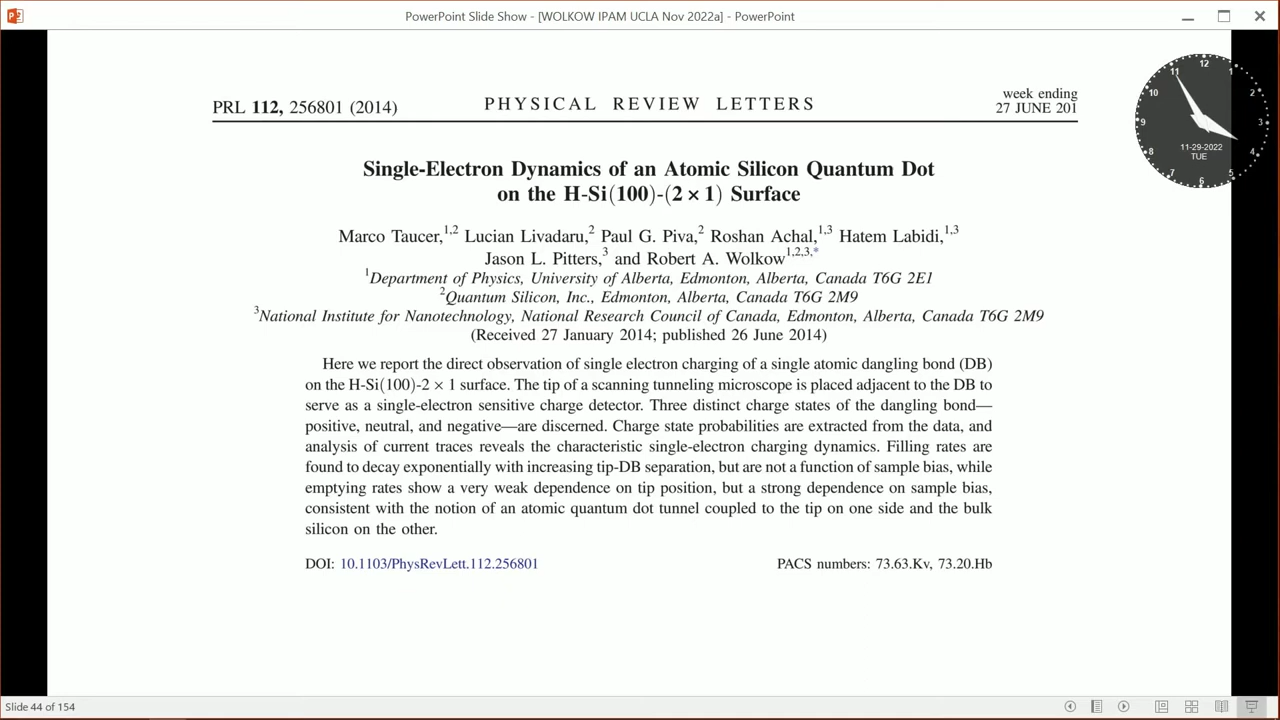 PowerPoint Slide Show - [WOLKOW IPAM UCLA Nov 2022a] - PowerPoint
PRL 112, 256801 (2014)
PHYSICAL REVIEW LETTERS
week ending
27 JUNE 201
Single-Electron Dynamics of an Atomic Silicon Quantum Dot
on the H-Si(100)-(2 × 1) Surface
Marco Taucer,1,2 Lucian Livadaru,2 Paul G. Piva,2 Roshan Achal,1,3 Hatem Labidi,1,3
Jason L. Pitters,3 and Robert A. Wolkow1,2,3,*
1Department of Physics, University of Alberta, Edmonton, Alberta, Canada T6G 2E1
2Quantum Silicon, Inc., Edmonton, Alberta, Canada T6G 2M9
3National Institute for Nanotechnology, National Research Council of Canada, Edmonton, Alberta, Canada T6G 2M9
(Received 27 January 2014; published 26 June 2014)
Here we report the direct observation of single electron charging of a single atomic dangling bond (DB)
on the H-Si(100)-2 × 1 surface. The tip of a scanning tunneling microscope is placed adjacent to the DB to
serve as a single-electron sensitive charge detector. Three distinct charge states of the dangling bond—
positive, neutral, and negative—are discerned. Charge state probabilities are extracted from the data, and
analysis of current traces reveals the characteristic single-electron charging dynamics. Filling rates are
found to decay exponentially with increasing tip-DB separation, but are not a function of sample bias, while
emptying rates show a very weak dependence on tip position, but a strong dependence on sample bias,
consistent with the notion of an atomic quantum dot tunnel coupled to the tip on one side and the bulk
silicon on the other.
DOI: 10.1103/PhysRevLett.112.256801
PACS numbers: 73.63.Kv, 73.20.Hb
12
1
2
3
4
5
6
7
8
9
10
11
11-29-2022
TUE
Slide 44 of 154